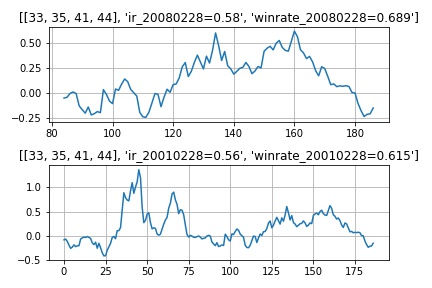 [[33, 35, 41, 44], 'ir_20080228=0.58', 'winrate_20080228=0.689']
0.50
0.25
0.00
−0.25
80 100 120 140 160 180
[[33, 35, 41, 44], 'ir_20010228=0.56', 'winrate_20010228=0.615']
1.0
0.5
0.0
−0.5
0 25 50 75 100 125 150 175